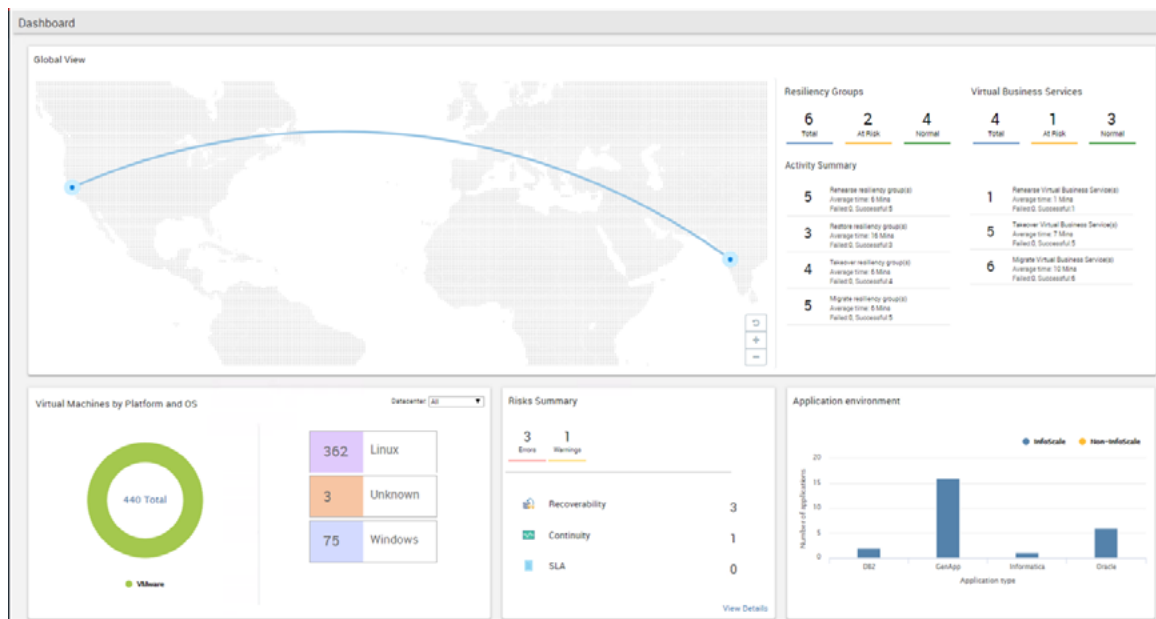 Dashboard
Global View
Resiliency Groups
6 2 4
Total At Risk Normal
Virtual Business Services
4 1 3
Total At Risk Normal
Activity Summary
5 Rehearse resiliency group(s)
Average time: 6 Mins
Failed:0, Successful:5
3 Restore resiliency group(s)
Average time: 16 Mins
Failed:0, Successful:3
4 Takeover resiliency group(s)
Average time: 6 Mins
Failed:0, Successful:4
5 Migrate resiliency group(s)
Average time: 6 Mins
Failed:0, Successful:5
1 Rehearse Virtual Business Service(s)
Average time: 1 Mins
Failed:0, Successful:1
5 Takeover Virtual Business Service(s)
Average time: 7 Mins
Failed:0, Successful:5
6 Migrate Virtual Business Service(s)
Average time: 10 Mins
Failed:0, Successful:6
Virtual Machines by Platform and OS
Datacenter All
440 Total
VMware
362 Linux
3 Unknown
75 Windows
Risks Summary
3 1
Errors Warnings
Recoverability 3
Continuity 1
SLA 0
View Details
Application environment
InfoScale Non-InfoScale
Number of applications
20
15
10
5
0
DB2 GenApp Informatica Oracle
Application type